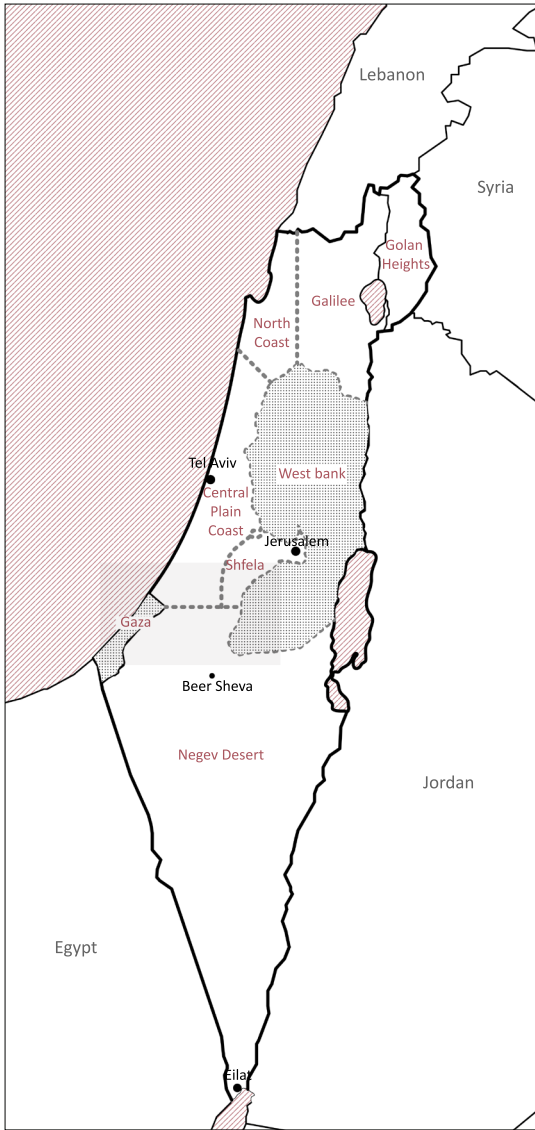 Lebanon
Syria
Golan
Heights
Galilee
North
Coast
Tel Aviv
West bank
Central
Plain
Coast
Jerusalem
Shfela
Gaza
Beer Sheva
Negev Desert
Jordan
Egypt
Eilat